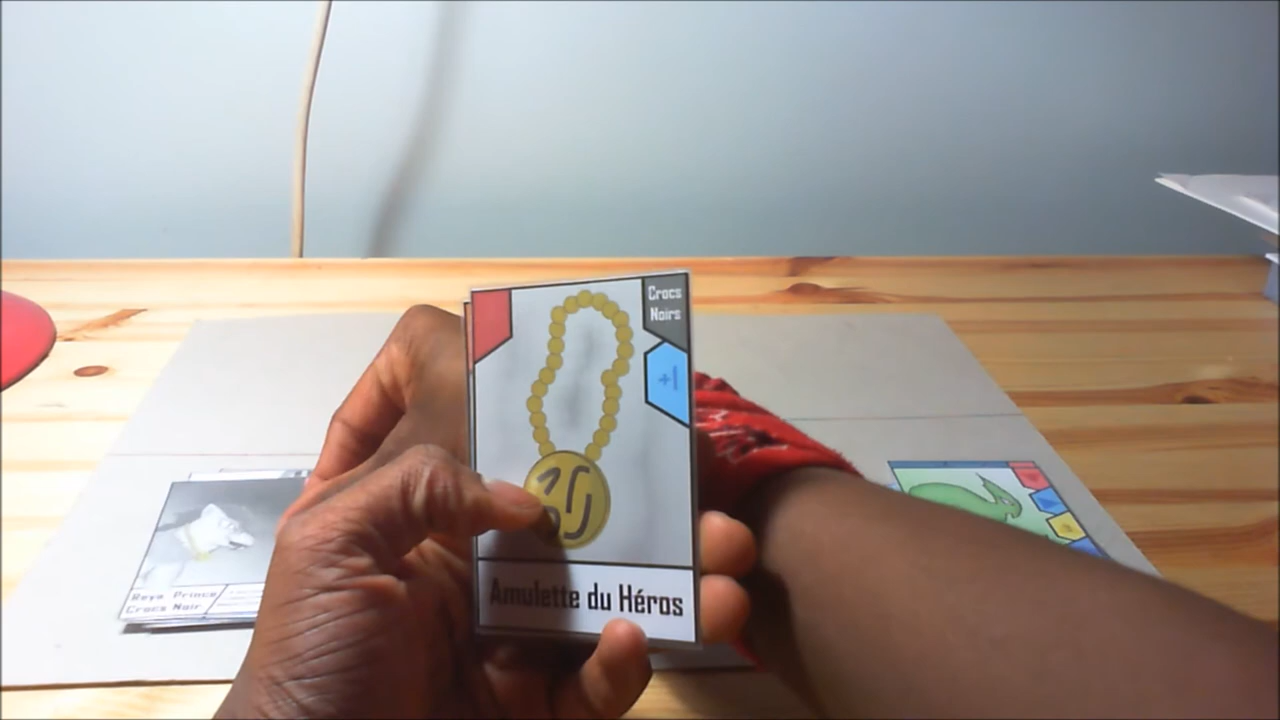 Crocs
Noirs
+1
Amulette du Héros
Reya Prince
Crocs Noir